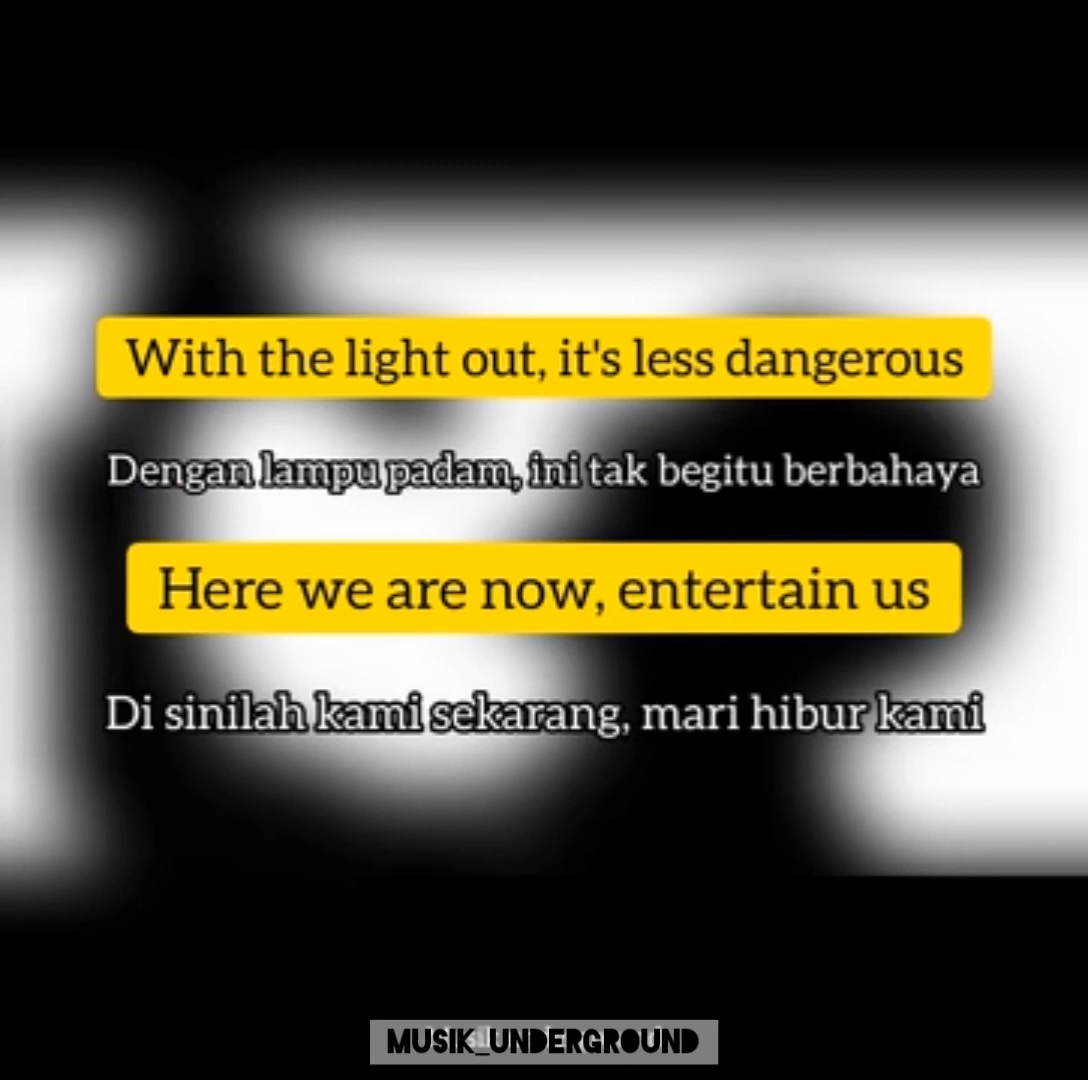 With the light out, it's less dangerous
Dengan lampu padam, ini tak begitu berbahaya
Here we are now, entertain us
Di sinilah kami sekarang, mari hibur kami
MUSIK_UNDERGROUND